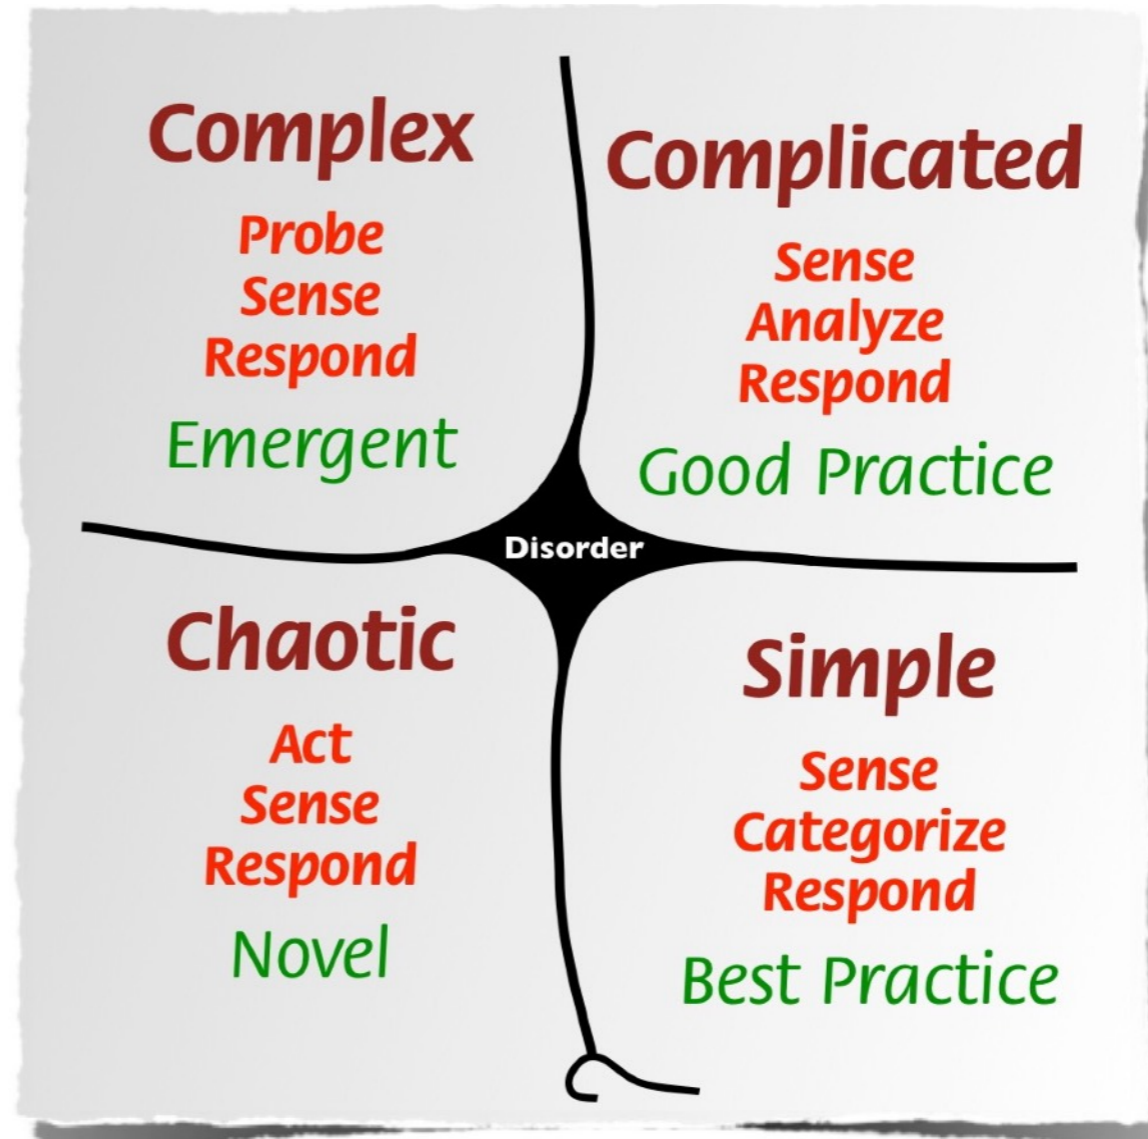 Complex
Probe
Sense
Respond
Emergent
Complicated
Sense
Analyze
Respond
Good Practice
Disorder
Chaotic
Act
Sense
Respond
Novel
Simple
Sense
Categorize
Respond
Best Practice